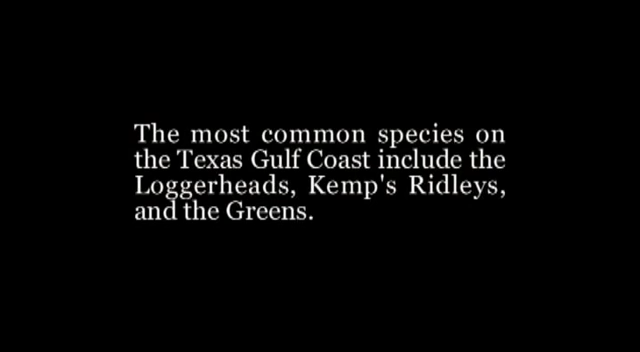 The most common species on
the Texas Gulf Coast include the
Loggerheads, Kemp's Ridleys,
and the Greens.